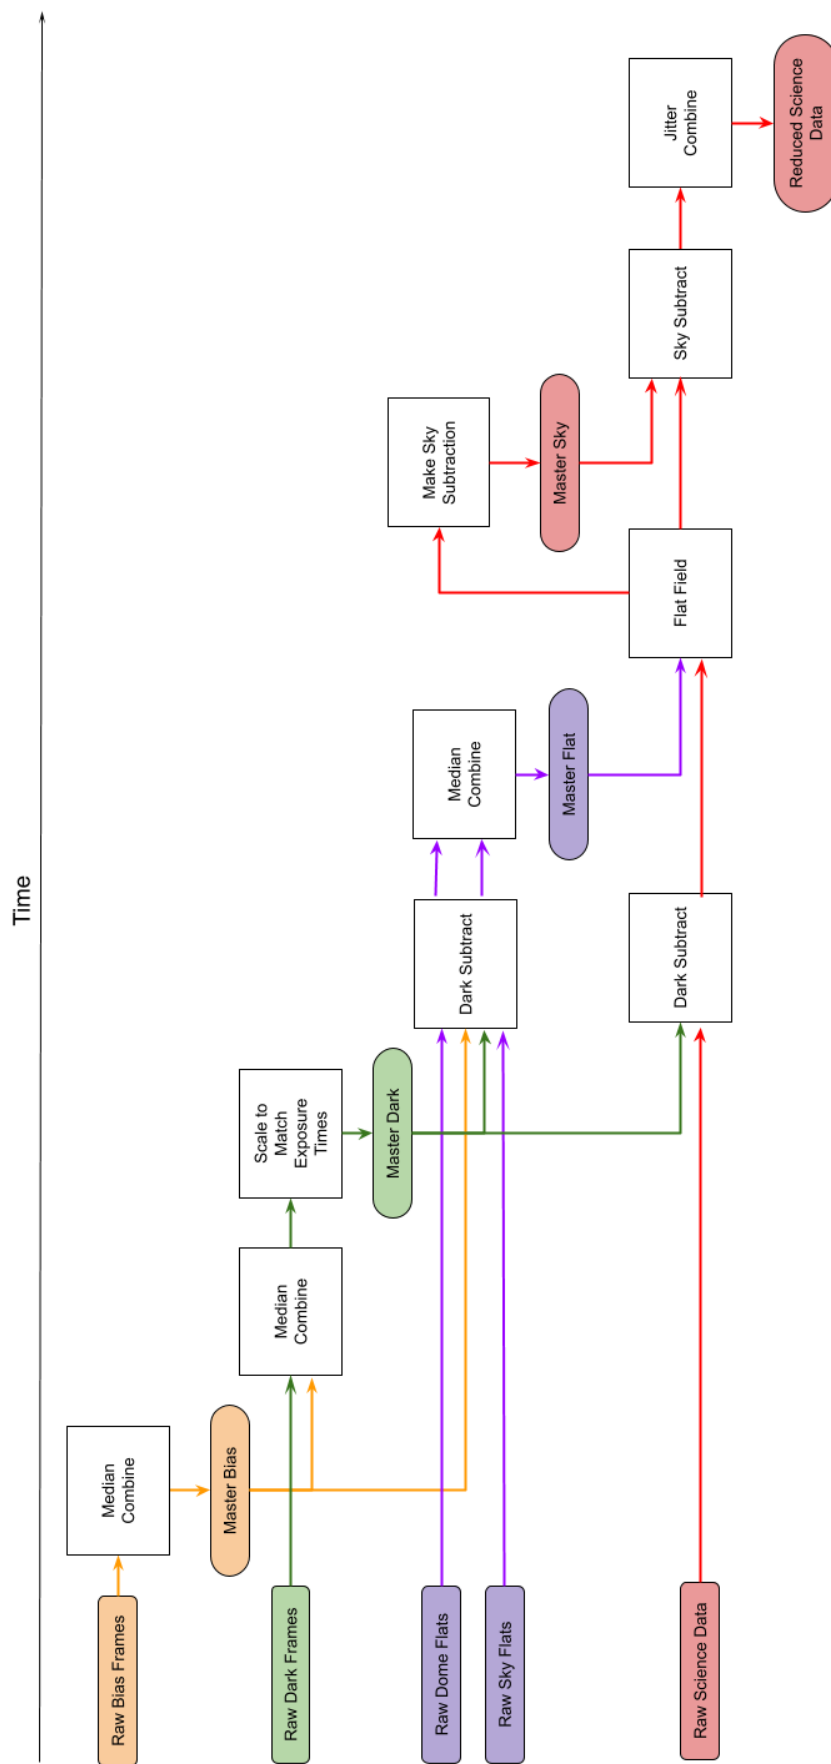 Time
Raw Bias Frames
Median
Combine
Master Bias
Raw Dark Frames
Median
Combine
Scale to
Match
Exposure
Times
Master Dark
Raw Dome Flats
Raw Sky Flats
Dark Subtract
Median
Combine
Master Flat
Raw Science Data
Dark Subtract
Flat Field
Make Sky
Subtraction
Master Sky
Sky Subtract
Jitter
Combine
Reduced Science
Data